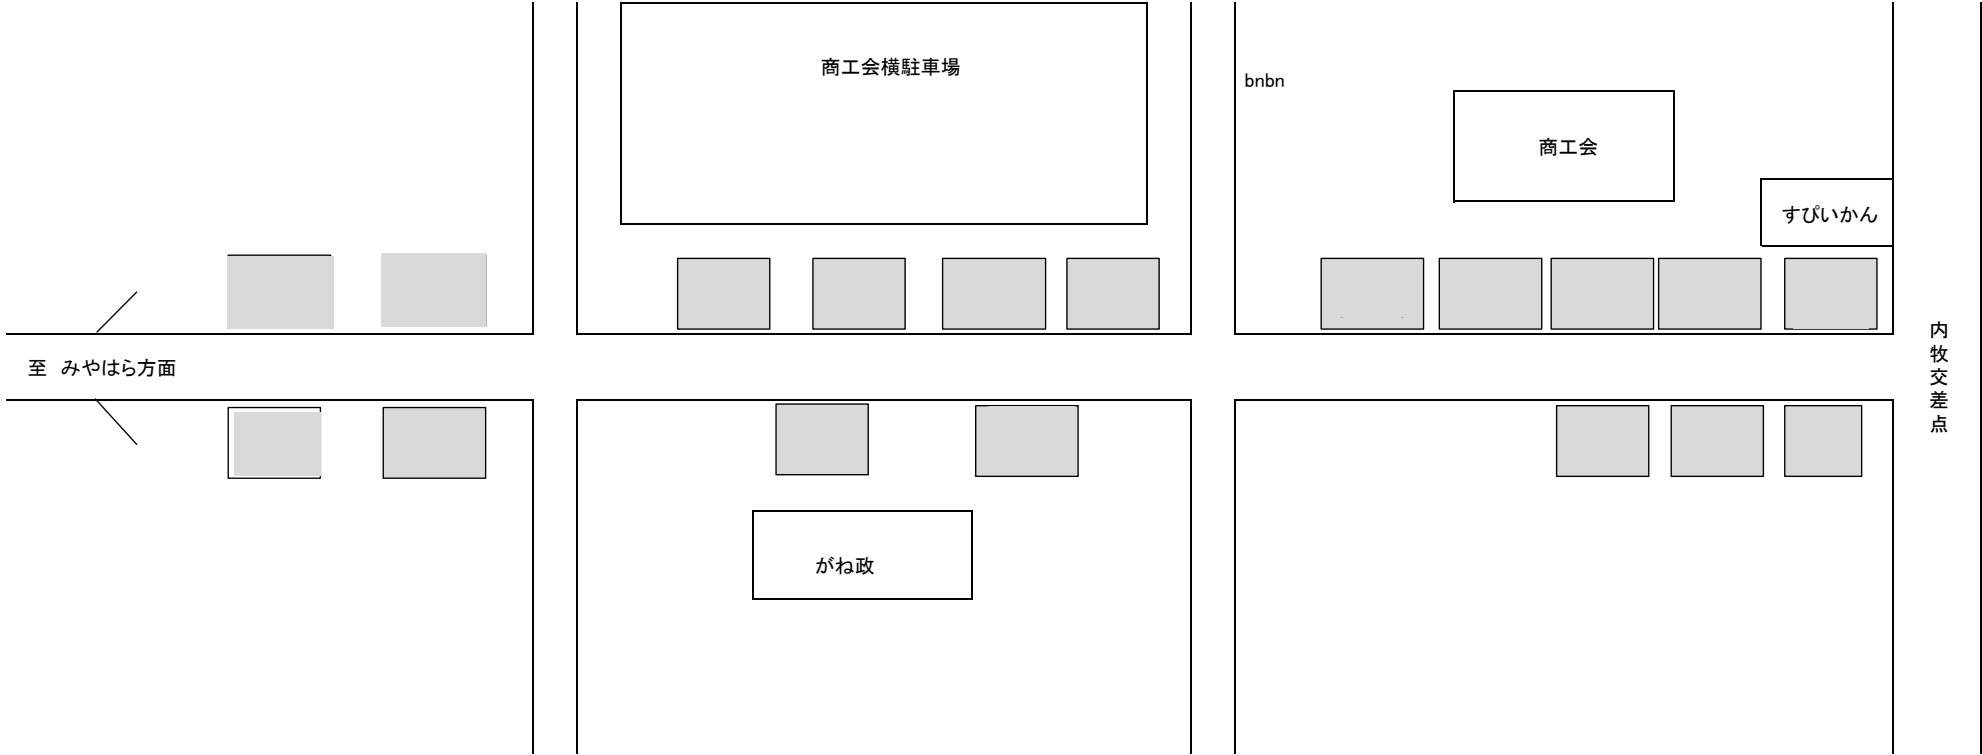 商工会横駐車場
bnbn
商工会
すぴいかん
至　みやはら方面
内牧交差点
がね政